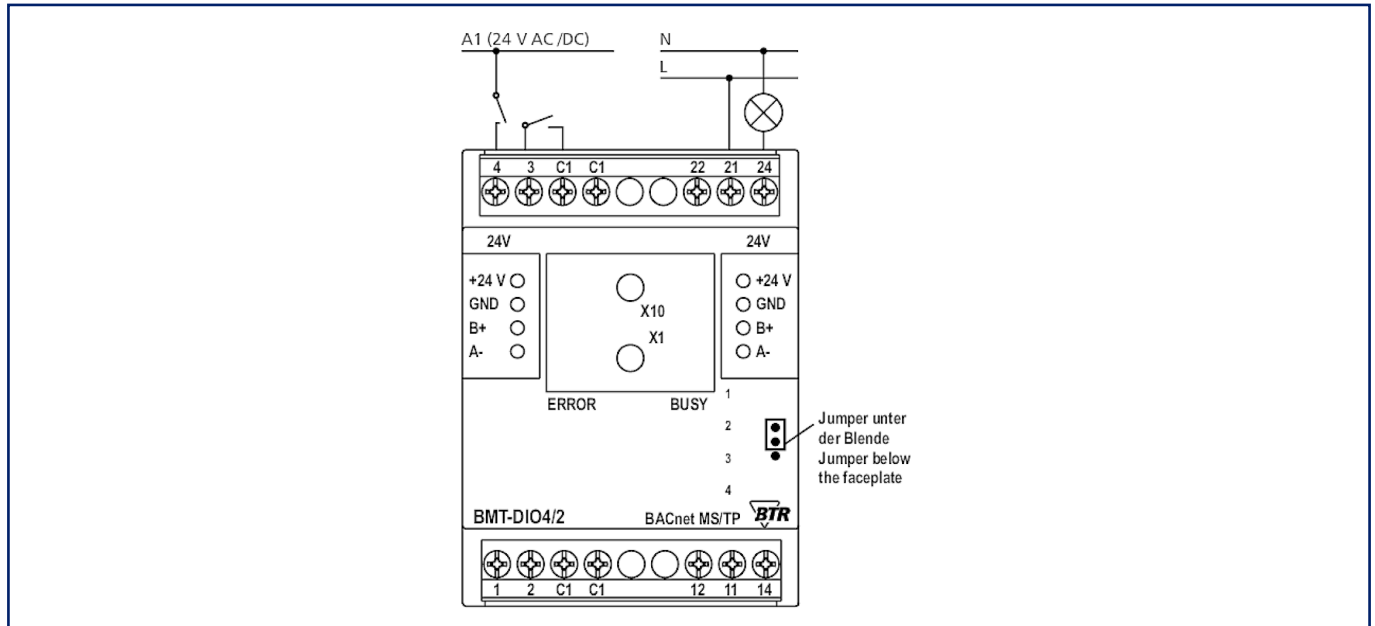 A1 (24 V AC /DC)
N
L
4 3 C1 C1 22 21 24
24V 24V
+24 V +24 V
GND GND
B+ B+
A- A-
X10
X1
ERROR BUSY
1
2
3
4
Jumper unter
der Blende
Jumper below
the faceplate
BMT-DIO4/2 BACnet MS/TP BTR
1 2 C1 C1 12 11 14